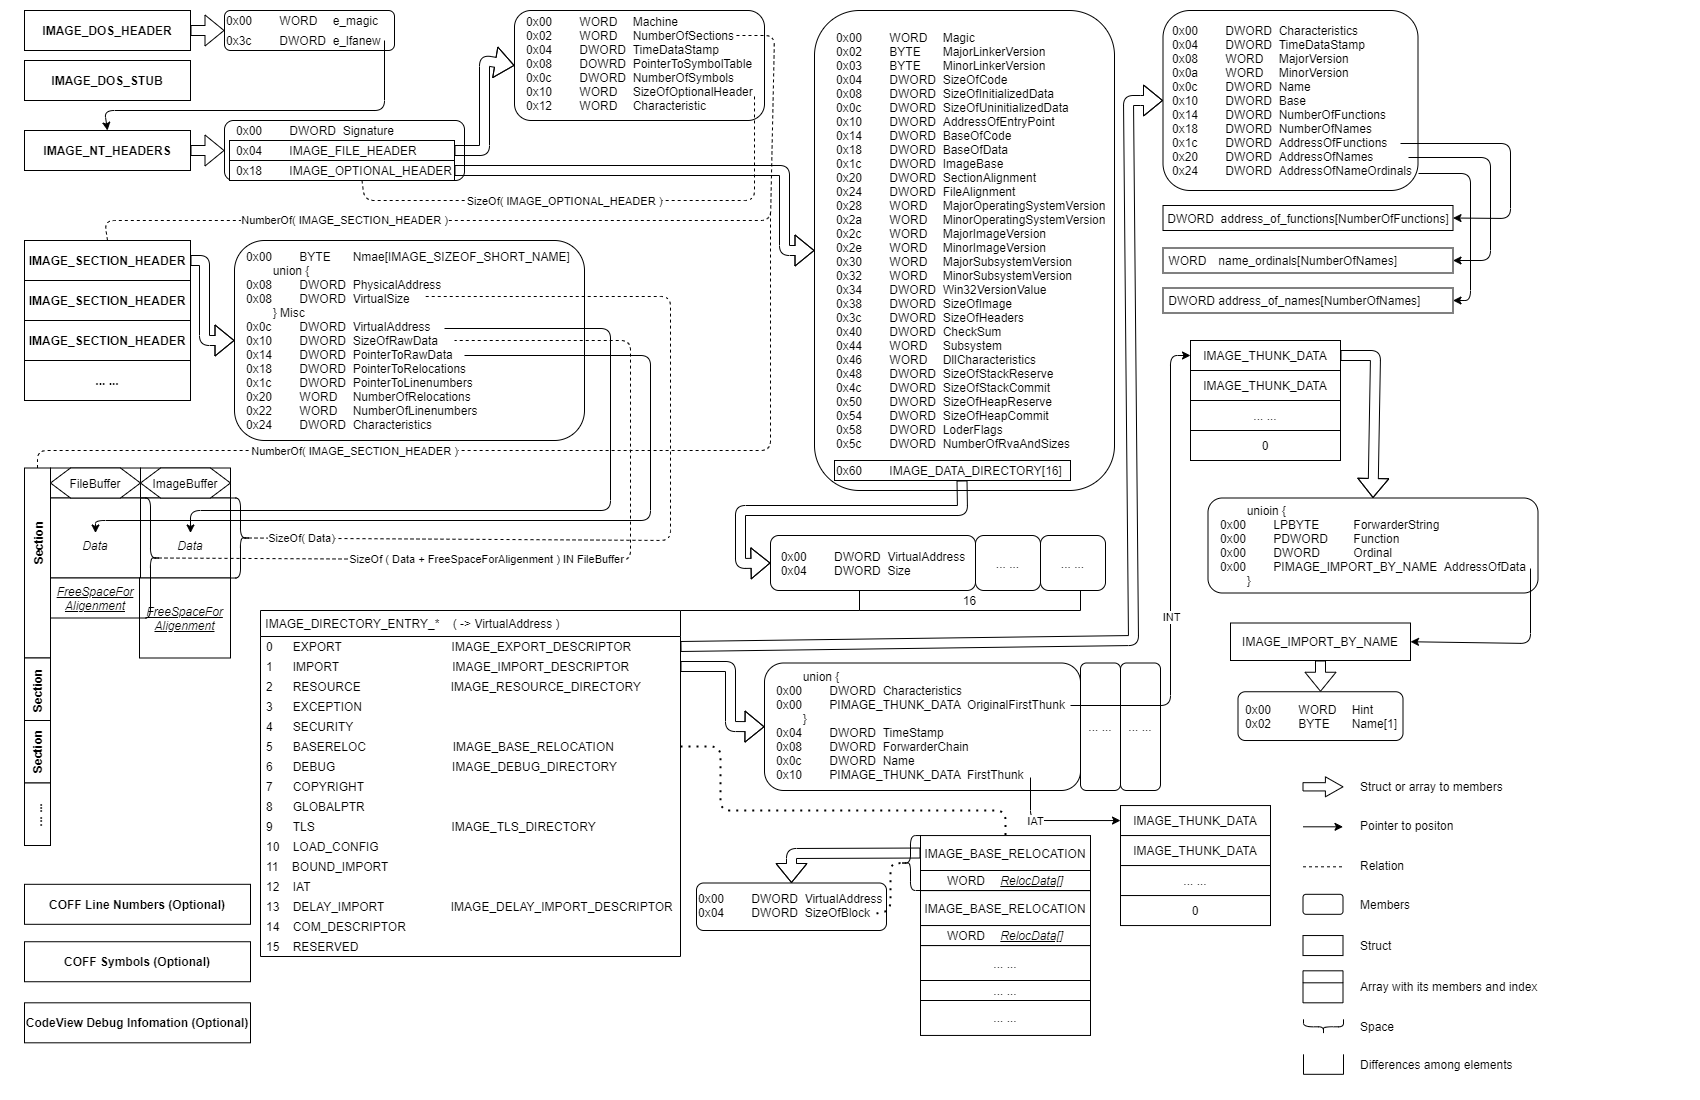 IMAGE_DOS_HEADER
0x00 WORD e_magic
0x3c DWORD e_lfanew
IMAGE_DOS_STUB
IMAGE_NT_HEADERS
0x00 DWORD Signature
0x04 IMAGE_FILE_HEADER
0x18 IMAGE_OPTIONAL_HEADER
0x00 WORD Machine
0x02 WORD NumberOfSections
0x04 DWORD TimeDataStamp
0x08 DOWRD PointerToSymbolTable
0x0c DWORD NumberOfSymbols
0x10 WORD SizeOfOptionalHeader
0x12 WORD Characteristic
SizeOf( IMAGE_OPTIONAL_HEADER )
NumberOf( IMAGE_SECTION_HEADER )
IMAGE_SECTION_HEADER
IMAGE_SECTION_HEADER
IMAGE_SECTION_HEADER
... ...
0x00 BYTE Nmae[IMAGE_SIZEOF_SHORT_NAME]
union {
0x08 DWORD PhysicalAddress
0x08 DWORD VirtualSize
} Misc
0x0c DWORD VirtualAddress
0x10 DWORD SizeOfRawData
0x14 DWORD PointerToRawData
0x18 DWORD PointerToRelocations
0x1c DWORD PointerToLinenumbers
0x20 WORD NumberOfRelocations
0x22 WORD NumberOfLinenumbers
0x24 DWORD Characteristics
NumberOf( IMAGE_SECTION_HEADER )
0x00 WORD Magic
0x02 BYTE MajorLinkerVersion
0x03 BYTE MinorLinkerVersion
0x04 DWORD SizeOfCode
0x08 DWORD SizeOfInitializedData
0x0c DWORD SizeOfUninitializedData
0x10 DWORD AddressOfEntryPoint
0x14 DWORD BaseOfCode
0x18 DWORD BaseOfData
0x1c DWORD ImageBase
0x20 DWORD SectionAlignment
0x24 DWORD FileAlignment
0x28 WORD MajorOperatingSystemVersion
0x2a WORD MinorOperatingSystemVersion
0x2c WORD MajorImageVersion
0x2e WORD MinorImageVersion
0x30 WORD MajorSubsystemVersion
0x32 WORD MinorSubsystemVersion
0x34 DWORD Win32VersionValue
0x38 DWORD SizeOfImage
0x3c DWORD SizeOfHeaders
0x40 DWORD CheckSum
0x44 WORD Subsystem
0x46 WORD DllCharacteristics
0x48 DWORD SizeOfStackReserve
0x4c DWORD SizeOfStackCommit
0x50 DWORD SizeOfHeapReserve
0x54 DWORD SizeOfHeapCommit
0x58 DWORD LoderFlags
0x5c DWORD NumberOfRvaAndSizes
0x60 IMAGE_DATA_DIRECTORY[16]
0x00 DWORD Characteristics
0x04 DWORD TimeDataStamp
0x08 WORD MajorVersion
0x0a WORD MinorVersion
0x0c DWORD Name
0x10 DWORD Base
0x14 DWORD NumberOfFunctions
0x18 DWORD NumberOfNames
0x1c DWORD AddressOfFunctions
0x20 DWORD AddressOfNames
0x24 DWORD AddressOfNameOrdinals
DWORD address_of_functions[NumberOfFunctions]
WORD name_ordinals[NumberOfNames]
DWORD address_of_names[NumberOfNames]
IMAGE_THUNK_DATA
IMAGE_THUNK_DATA
... ...
0
unioin {
0x00 LPBYTE ForwarderString
0x00 PDWORD Function
0x00 DWORD Ordinal
0x00 PIMAGE_IMPORT_BY_NAME AddressOfData
}
IMAGE_IMPORT_BY_NAME
0x00 WORD Hint
0x02 BYTE Name[1]
Section
FileBuffer
ImageBuffer
Data
Data
SizeOf( Data)
SizeOf ( Data + FreeSpaceForAligenment ) IN FileBuffer
FreeSpaceFor
Aligenment
FreeSpaceFor
Aligenment
Section
Section
... ...
0x00 DWORD VirtualAddress
0x04 DWORD Size
... ...
... ...
16
IMAGE_DIRECTORY_ENTRY_* ( -> VirtualAddress )
0 EXPORT IMAGE_EXPORT_DESCRIPTOR
1 IMPORT IMAGE_IMPORT_DESCRIPTOR
2 RESOURCE IMAGE_RESOURCE_DIRECTORY
3 EXCEPTION
4 SECURITY
5 BASERELOC IMAGE_BASE_RELOCATION
6 DEBUG IMAGE_DEBUG_DIRECTORY
7 COPYRIGHT
8 GLOBALPTR
9 TLS IMAGE_TLS_DIRECTORY
10 LOAD_CONFIG
11 BOUND_IMPORT
12 IAT
13 DELAY_IMPORT IMAGE_DELAY_IMPORT_DESCRIPTOR
14 COM_DESCRIPTOR
15 RESERVED
union {
0x00 DWORD Characteristics
0x00 PIMAGE_THUNK_DATA OriginalFirstThunk
}
0x04 DWORD TimeStamp
0x08 DWORD ForwarderChain
0x0c DWORD Name
0x10 PIMAGE_THUNK_DATA FirstThunk
... ...
... ...
INT
IAT
IMAGE_THUNK_DATA
IMAGE_THUNK_DATA
... ...
0
0x00 DWORD VirtualAddress
0x04 DWORD SizeOfBlock
IMAGE_BASE_RELOCATION
WORD RelocData[]
IMAGE_BASE_RELOCATION
WORD RelocData[]
... ...
... ...
... ...
COFF Line Numbers (Optional)
COFF Symbols (Optional)
CodeView Debug Infomation (Optional)
Struct or array to members
Pointer to positon
Relation
Members
Struct
Array with its members and index
Space
Differences among elements